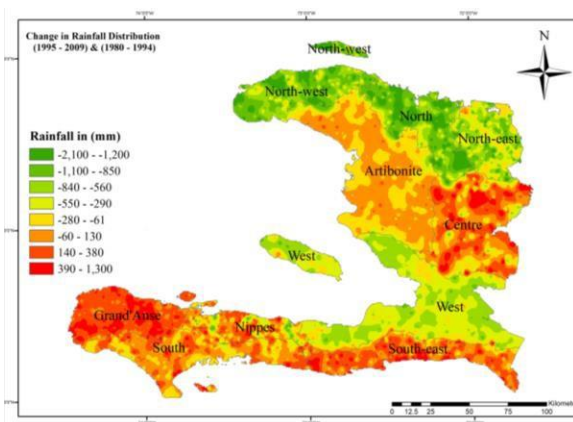 Change in Rainfall Distribution
(1995 - 2009) & (1980 - 1994)
N
North-west
North-west
North
North-east
Rainfall in (mm)
-2,100 - -1,200
-1,100 - -850
-840 - -560
-550 - -290
-280 - -61
-60 - 130
140 - 380
390 - 1,300
Artibonite
Centre
West
West
Grand'Anse
Nippes
South
South-east
Kilomete
0 12.5 25 50 75 100